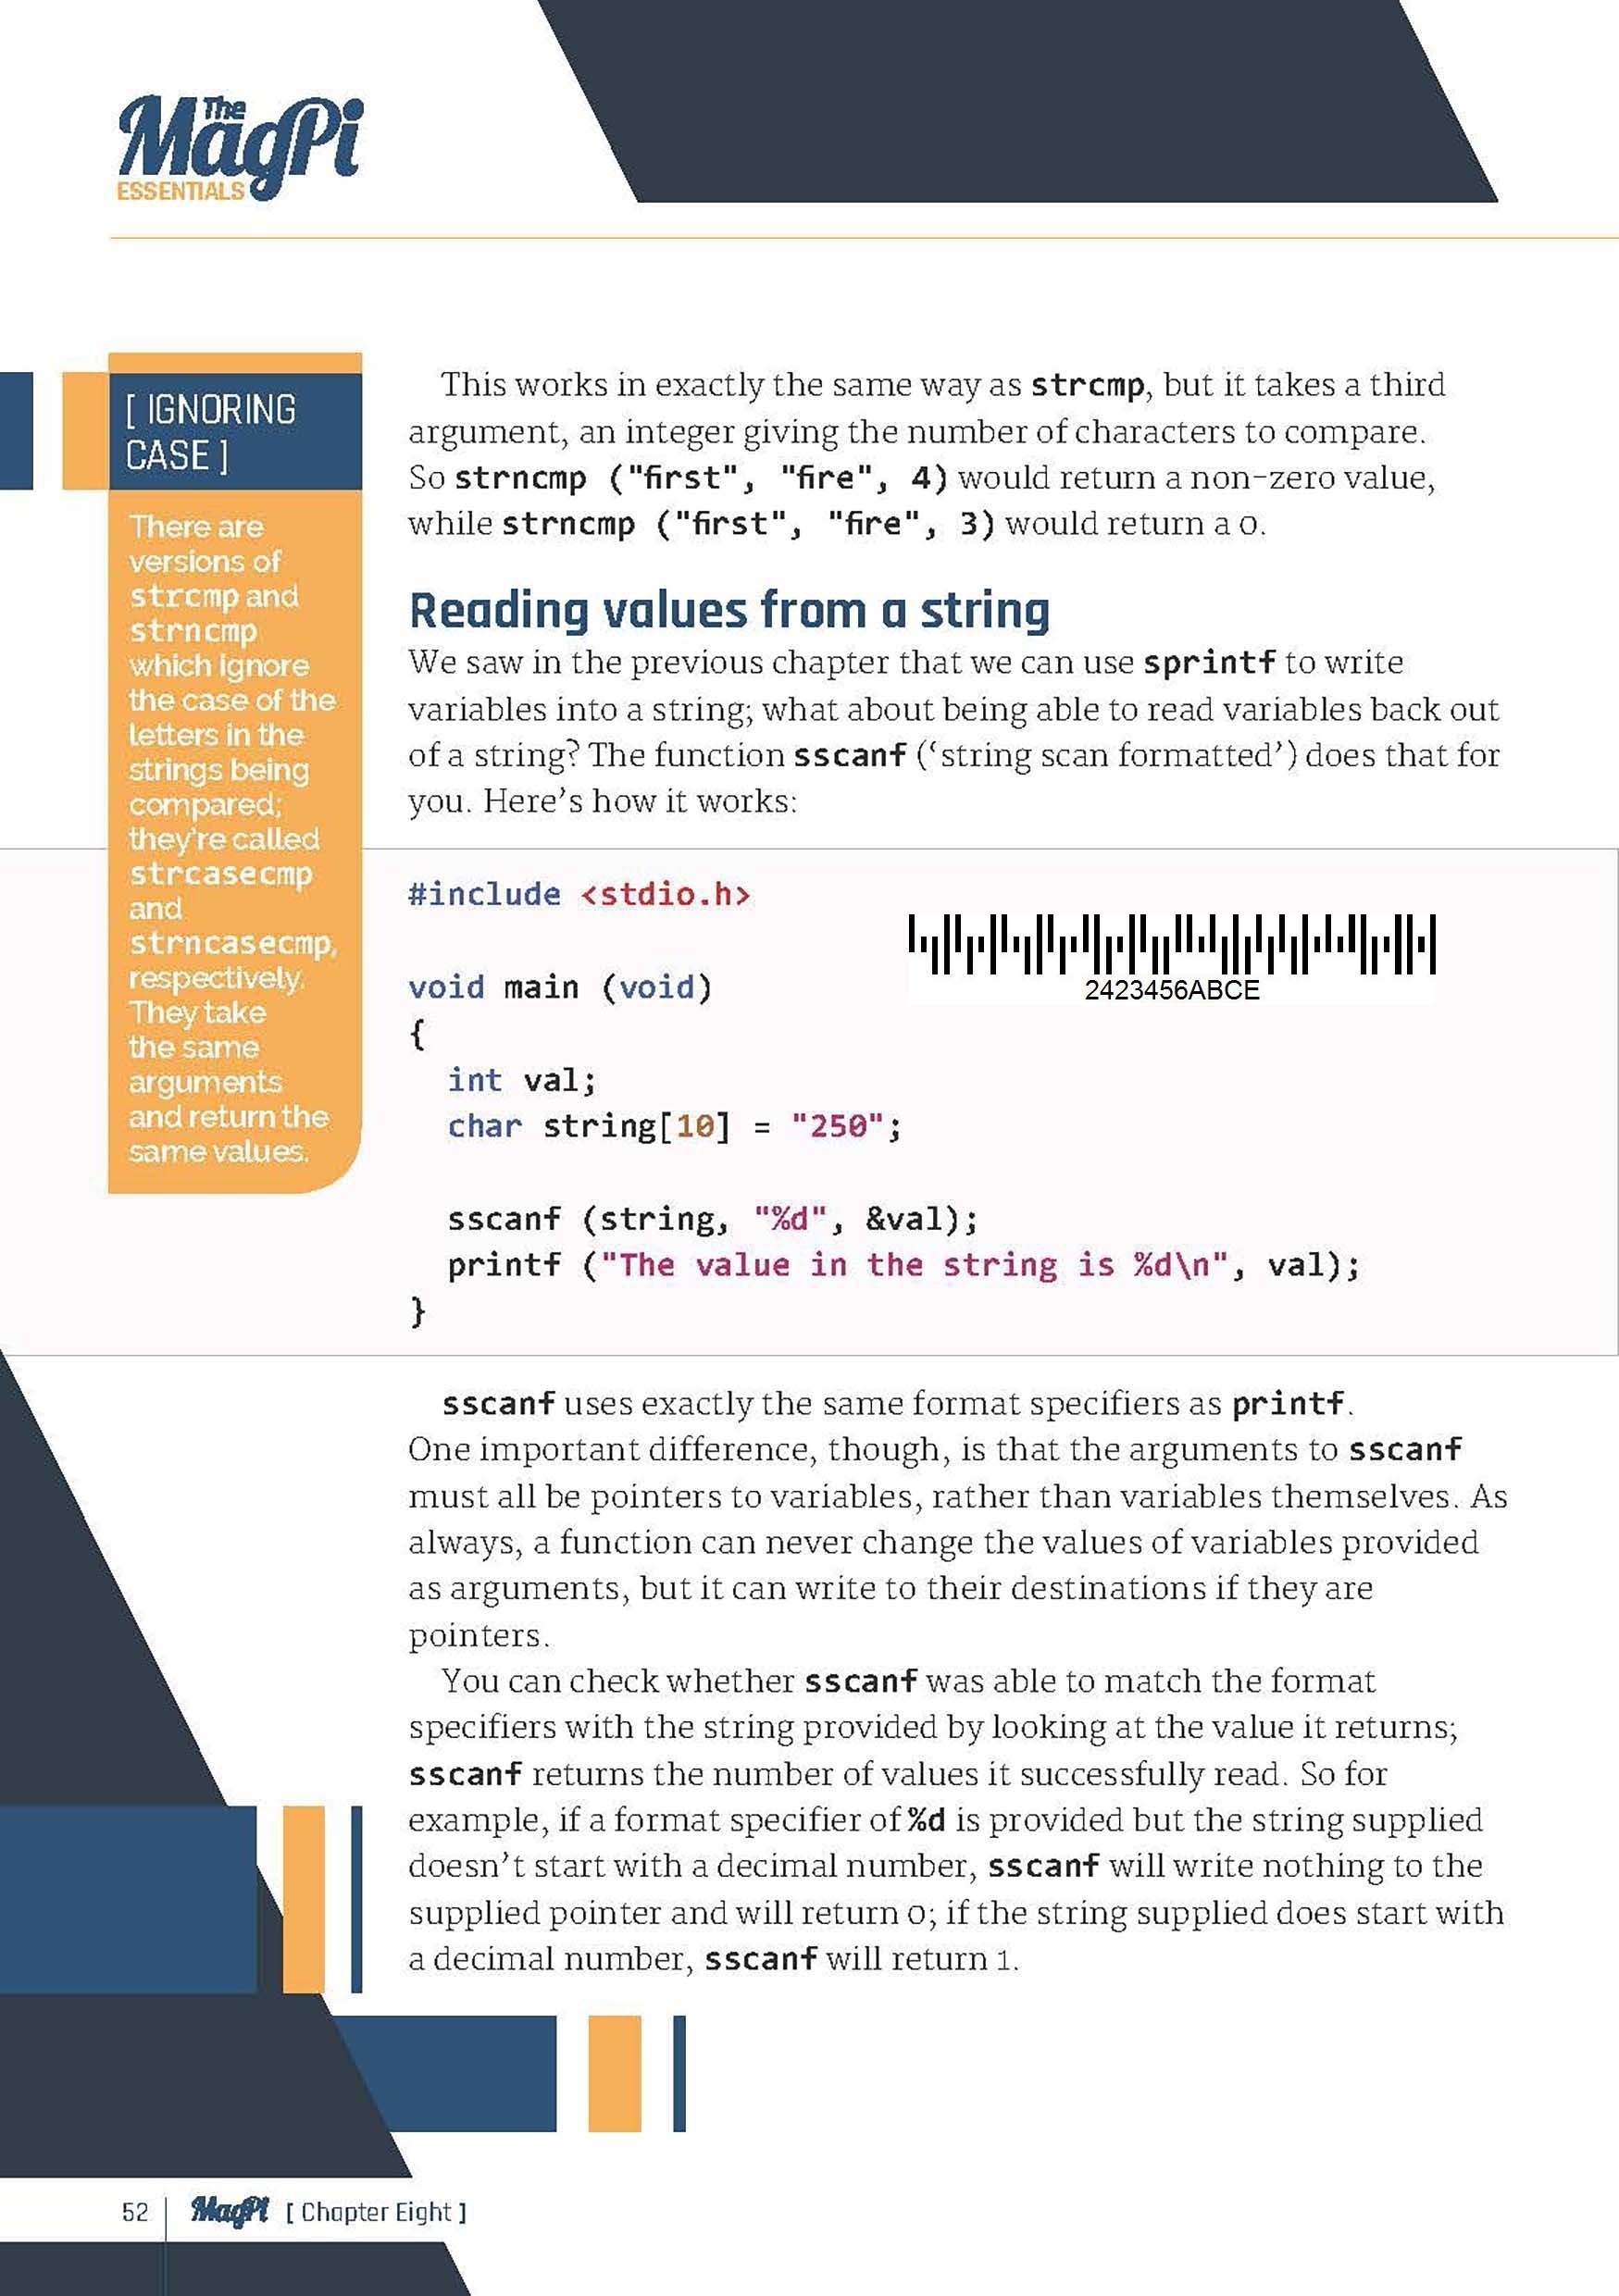 The
MagPi
ESSENTIALS
[ IGNORING
CASE ]
There are
versions of
strcmp and
strncmp
which ignore
the case of the
letters in the
strings being
compared;
they're called
strcasecmp
and
strncasecmp,
respectively.
They take
the same
arguments
and return the
same values.
This works in exactly the same way as strcmp, but it takes a third
argument, an integer giving the number of characters to compare.
So strncmp ("first", "fire", 4) would return a non-zero value,
while strncmp ("first", "fire", 3) would return a 0.
Reading values from a string
We saw in the previous chapter that we can use sprintf to write
variables into a string; what about being able to read variables back out
of a string? The function sscanf (‘string scan formatted’) does that for
you. Here’s how it works:
#include <stdio.h>
2423456ABCE
void main (void)
{
int val;
char string[10] = "250";
sscanf (string, "%d", &val);
printf ("The value in the string is %d\n", val);
}
sscanf uses exactly the same format specifiers as printf.
One important difference, though, is that the arguments to sscanf
must all be pointers to variables, rather than variables themselves. As
always, a function can never change the values of variables provided
as arguments, but it can write to their destinations if they are
pointers.
You can check whether sscanf was able to match the format
specifiers with the string provided by looking at the value it returns;
sscanf returns the number of values it successfully read. So for
example, if a format specifier of %d is provided but the string supplied
doesn’t start with a decimal number, sscanf will write nothing to the
supplied pointer and will return 0; if the string supplied does start with
a decimal number, sscanf will return 1.
52
MagPi
[ Chapter Eight ]